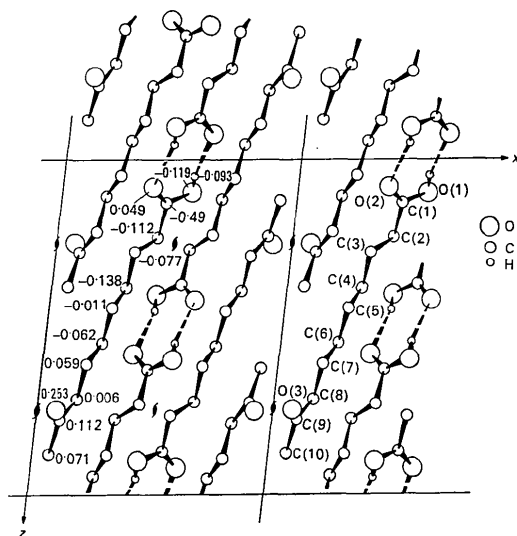 x
−0·119
−0·093
0·049
−0·49
−0·112
−0·077
−0·138
−0·011
−0·062
0·059
0·253
0·006
0·112
0·071
O(2)
O(1)
C(1)
C(3)
C(2)
C(4)
C(5)
C(6)
C(7)
O(3)
C(8)
C(9)
C(10)
O
C
H
z